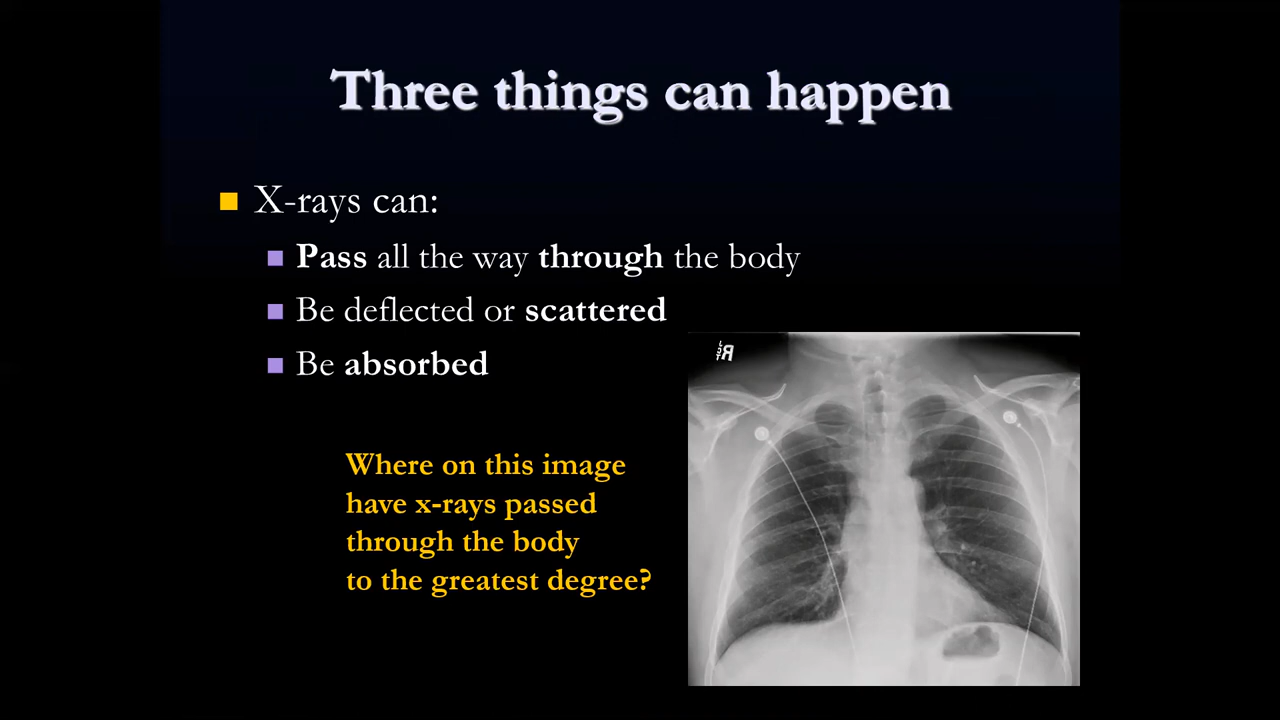 Three things can happen
X-rays can:
Pass all the way through the body
Be deflected or scattered
Be absorbed
Where on this image
have x-rays passed
through the body
to the greatest degree?